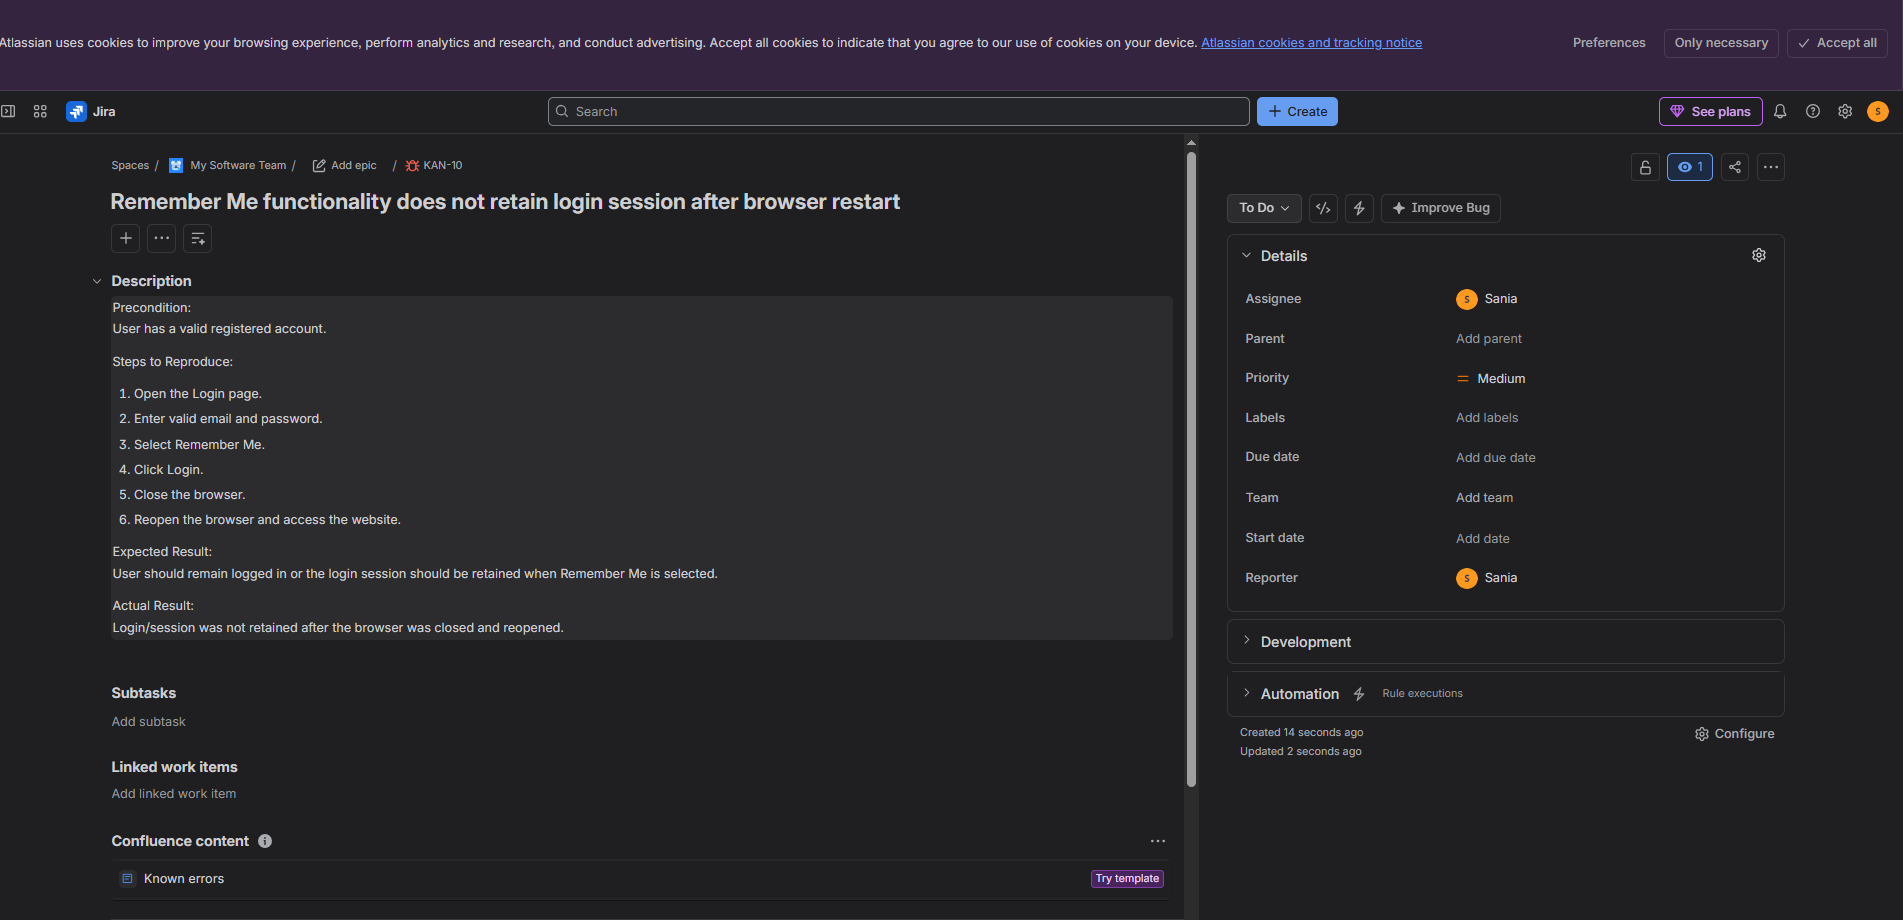 Atlassian uses cookies to improve your browsing experience, perform analytics and research, and conduct advertising. Accept all cookies to indicate that you agree to our use of cookies on your device. Atlassian cookies and tracking notice
Preferences
Only necessary
Accept all
Jira
Search
Create
See plans
S
Spaces / My Software Team / Add epic / KAN-10
1
Remember Me functionality does not retain login session after browser restart
To Do
Improve Bug
Description
Precondition:
User has a valid registered account.
Steps to Reproduce:
1. Open the Login page.
2. Enter valid email and password.
3. Select Remember Me.
4. Click Login.
5. Close the browser.
6. Reopen the browser and access the website.
Expected Result:
User should remain logged in or the login session should be retained when Remember Me is selected.
Actual Result:
Login/session was not retained after the browser was closed and reopened.
Subtasks
Add subtask
Linked work items
Add linked work item
Confluence content
Known errors
Try template
Details
Assignee
S Sania
Parent
Add parent
Priority
Medium
Labels
Add labels
Due date
Add due date
Team
Add team
Start date
Add date
Reporter
S Sania
Development
Automation
Rule executions
Created 14 seconds ago
Updated 2 seconds ago
Configure